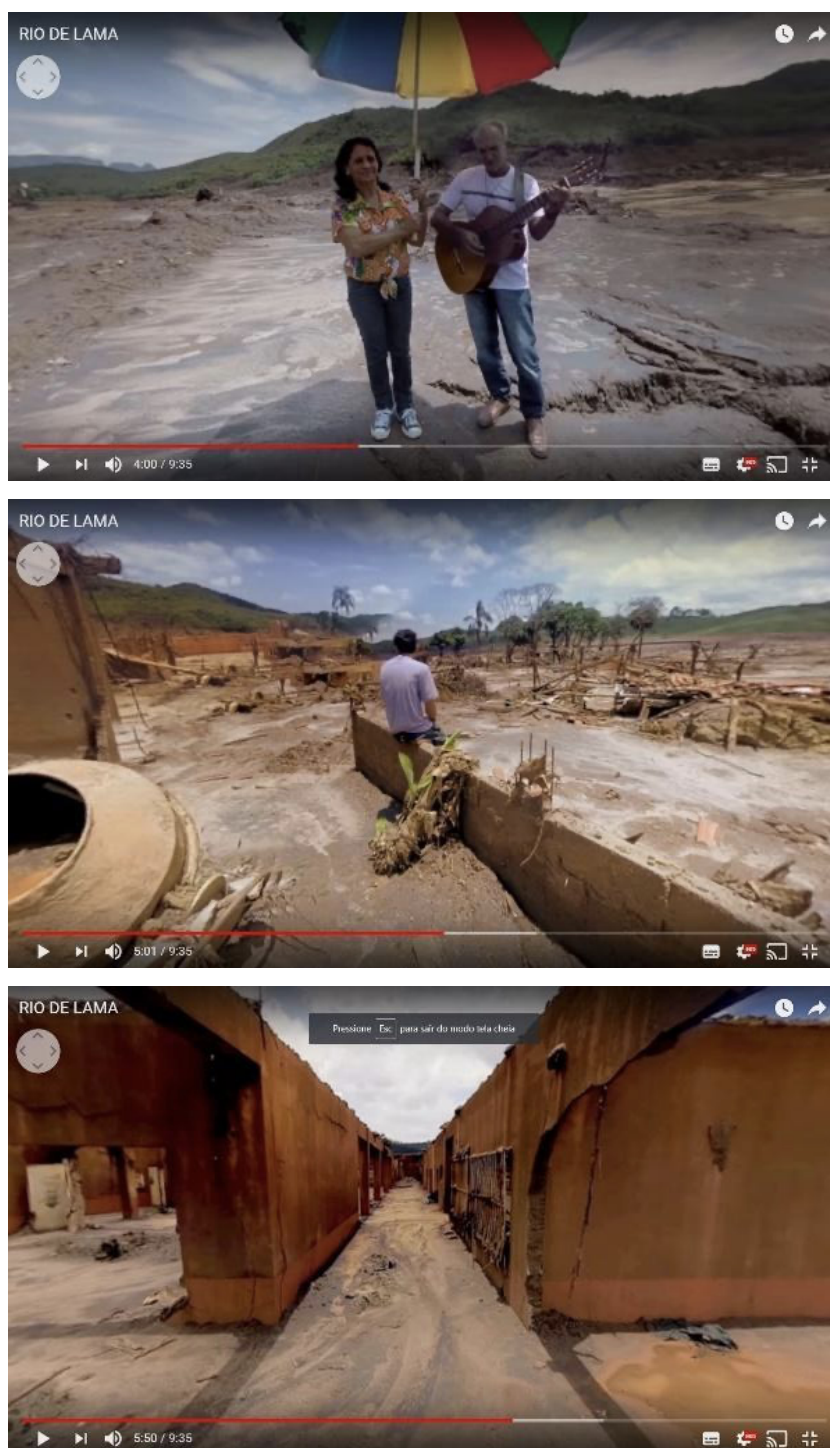 RIO DE LAMA
4:00 / 9:35
RIO DE LAMA
5:01 / 9:35
RIO DE LAMA
Pressione Esc para sair do modo tela cheia
5:50 / 9:35